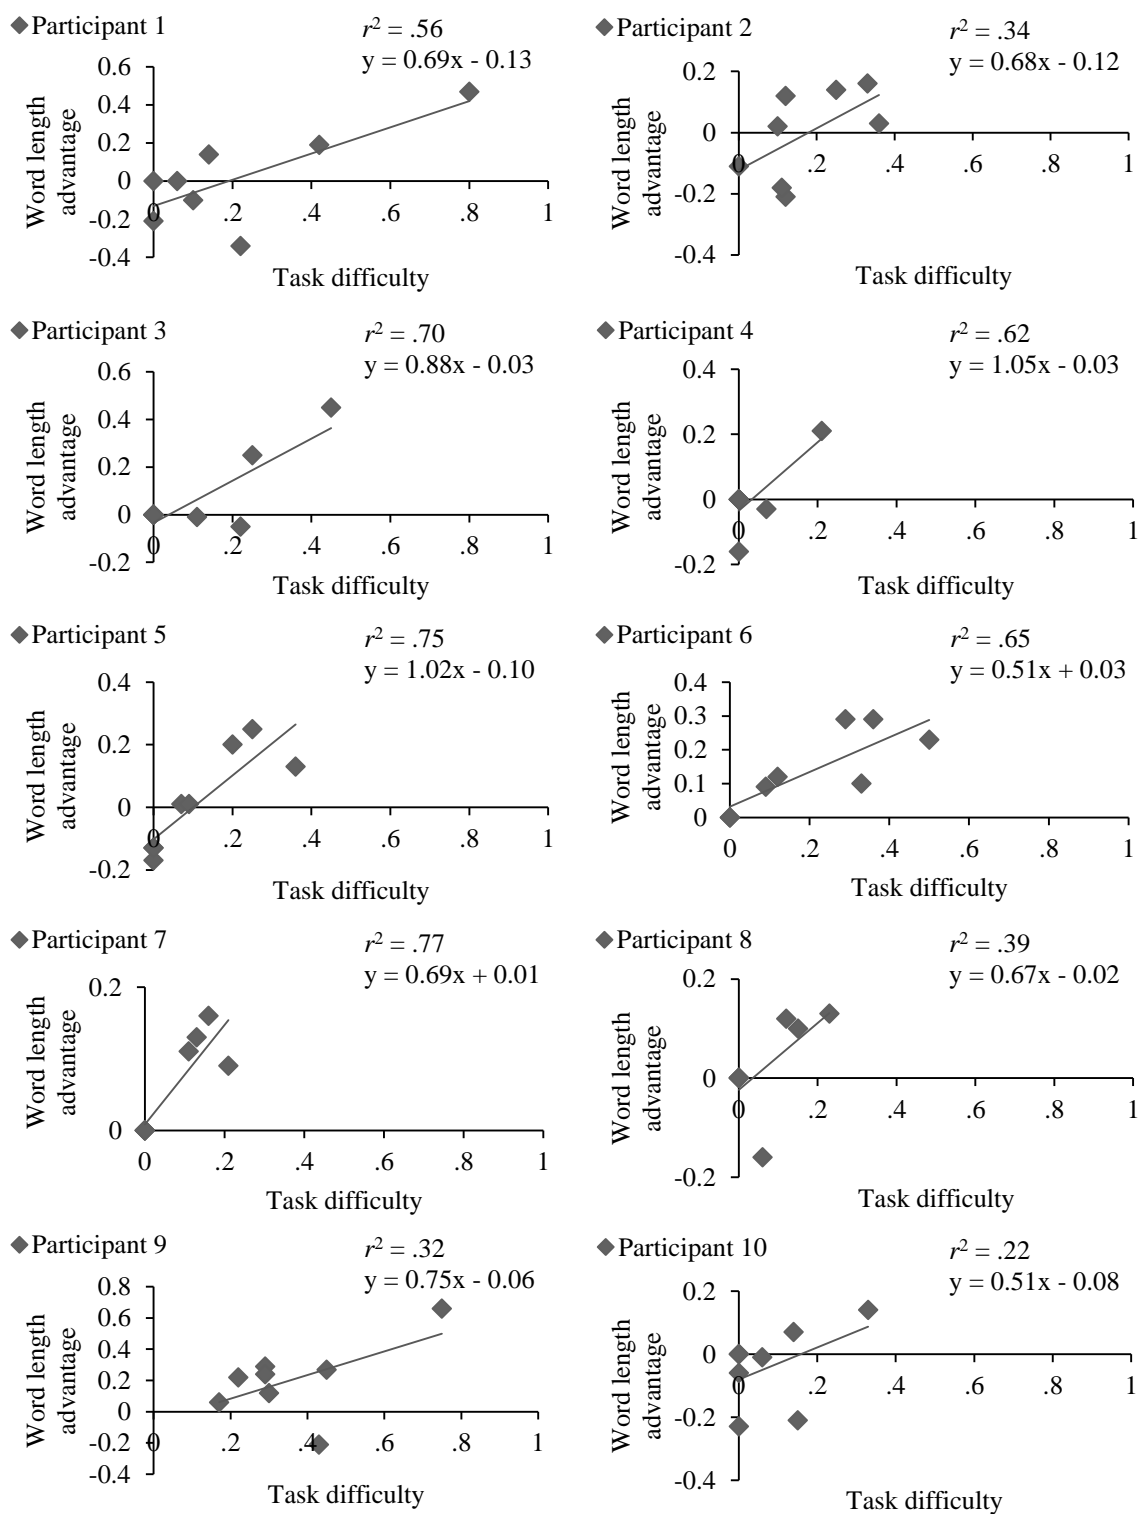 Participant 1
r² = .56
y = 0.69x - 0.13
0.6
0.4
0.2
0
-0.2
-0.4
0 .2 .4 .6 .8 1
Word length
advantage
Task difficulty
Participant 2
r² = .34
y = 0.68x - 0.12
0.2
0
-0.2
-0.4
0 .2 .4 .6 .8 1
Word length
advantage
Task difficulty
Participant 3
r² = .70
y = 0.88x - 0.03
0.6
0.4
0.2
0
-0.2
0 .2 .4 .6 .8 1
Word length
advantage
Task difficulty
Participant 4
r² = .62
y = 1.05x - 0.03
0.4
0.2
0
-0.2
0 .2 .4 .6 .8 1
Word length
advantage
Task difficulty
Participant 5
r² = .75
y = 1.02x - 0.10
0.4
0.2
0
-0.2
0 .2 .4 .6 .8 1
Word length
advantage
Task difficulty
Participant 6
r² = .65
y = 0.51x + 0.03
0.4
0.3
0.2
0.1
0
0 .2 .4 .6 .8 1
Word length
advantage
Task difficulty
Participant 7
r² = .77
y = 0.69x + 0.01
0.2
0
0 .2 .4 .6 .8 1
Word length
advantage
Task difficulty
Participant 8
r² = .39
y = 0.67x - 0.02
0.2
0
-0.2
0 .2 .4 .6 .8 1
Word length
advantage
Task difficulty
Participant 9
r² = .32
y = 0.75x - 0.06
0.8
0.6
0.4
0.2
0
-0.2
-0.4
0 .2 .4 .6 .8 1
Word length
advantage
Task difficulty
Participant 10
r² = .22
y = 0.51x - 0.08
0.2
0
-0.2
-0.4
0 .2 .4 .6 .8 1
Word length
advantage
Task difficulty